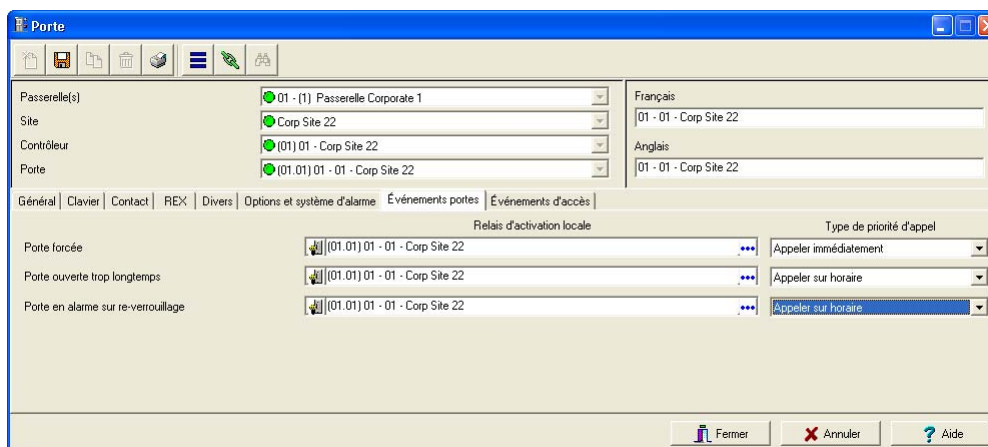 Porte
Passerelle(s)
01 - (1) Passerelle Corporate 1
Site
Corp Site 22
Contrôleur
(01) 01 - Corp Site 22
Porte
(01.01) 01 - 01 - Corp Site 22
Français
01 - 01 - Corp Site 22
Anglais
01 - 01 - Corp Site 22
Général Clavier Contact REX Divers Options et système d'alarme Événements portes Événements d'accès
Relais d'activation locale Type de priorité d'appel
Porte forcée (01.01) 01 - 01 - Corp Site 22 ... Appeler immédiatement
Porte ouverte trop longtemps (01.01) 01 - 01 - Corp Site 22 ... Appeler sur horaire
Porte en alarme sur re-verrouillage (01.01) 01 - 01 - Corp Site 22 ... Appeler sur horaire
Fermer Annuler ? Aide